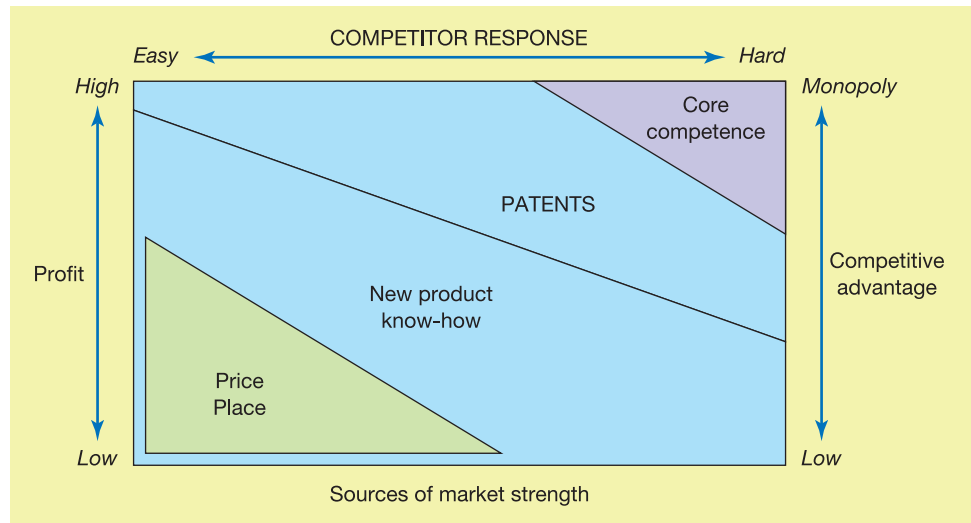 COMPETITOR RESPONSE
Easy
Hard
High
Monopoly
Core
competence
PATENTS
Profit
Competitive
advantage
New product
know-how
Price
Place
Low
Low
Sources of market strength